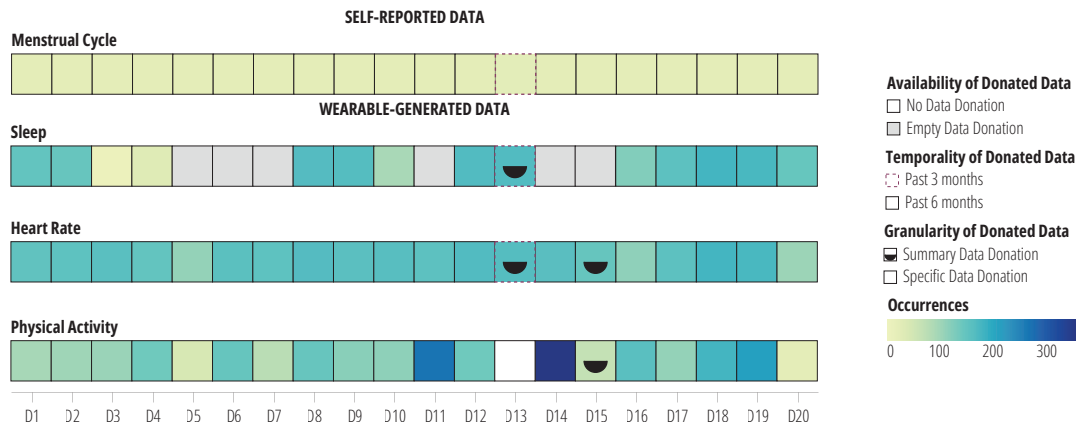 SELF-REPORTED DATA
Menstrual Cycle
WEARABLE-GENERATED DATA
Sleep
Heart Rate
Physical Activity
D1 D2 D3 D4 D5 D6 D7 D8 D9 D10 D11 D12 D13 D14 D15 D16 D17 D18 D19 D20
Availability of Donated Data
No Data Donation
Empty Data Donation
Temporality of Donated Data
Past 3 months
Past 6 months
Granularity of Donated Data
Summary Data Donation
Specific Data Donation
Occurrences
0 100 200 300